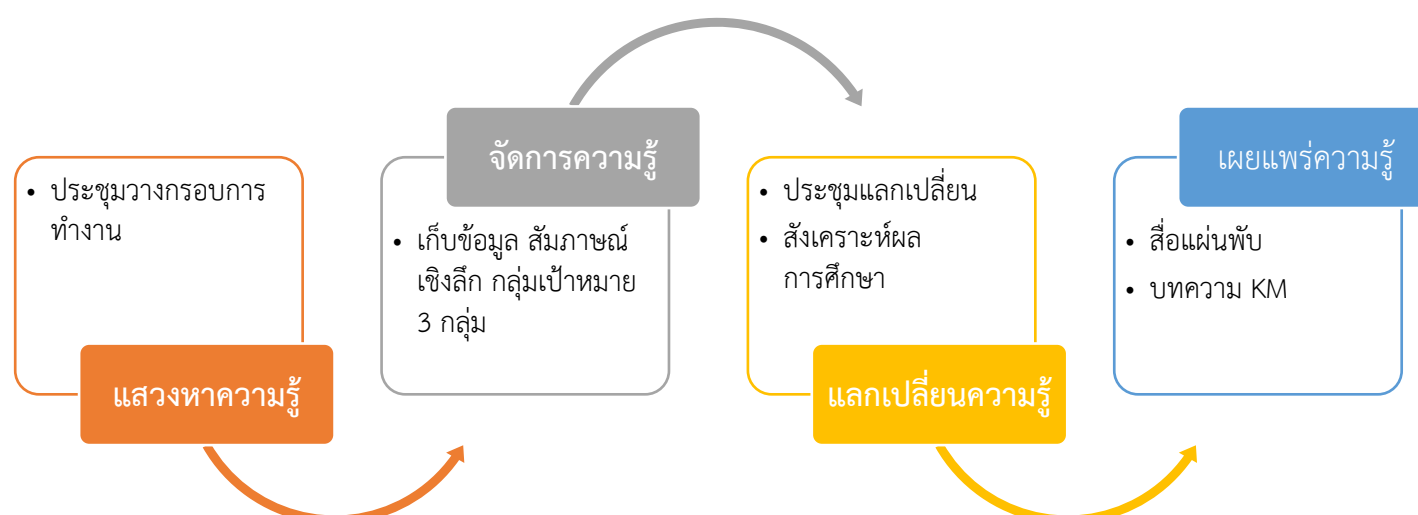 • ประชุมวางกรอบการ
ทำงาน
แสวงหาความรู้
จัดการความรู้
• เก็บข้อมูล สัมภาษณ์
เชิงลึก กลุ่มเป้าหมาย
3 กลุ่ม
• ประชุมแลกเปลี่ยน
• สังเคราะห์ผล
การศึกษา
แลกเปลี่ยนความรู้
เผยแพร่ความรู้
• สื่อแผ่นพับ
• บทความ KM